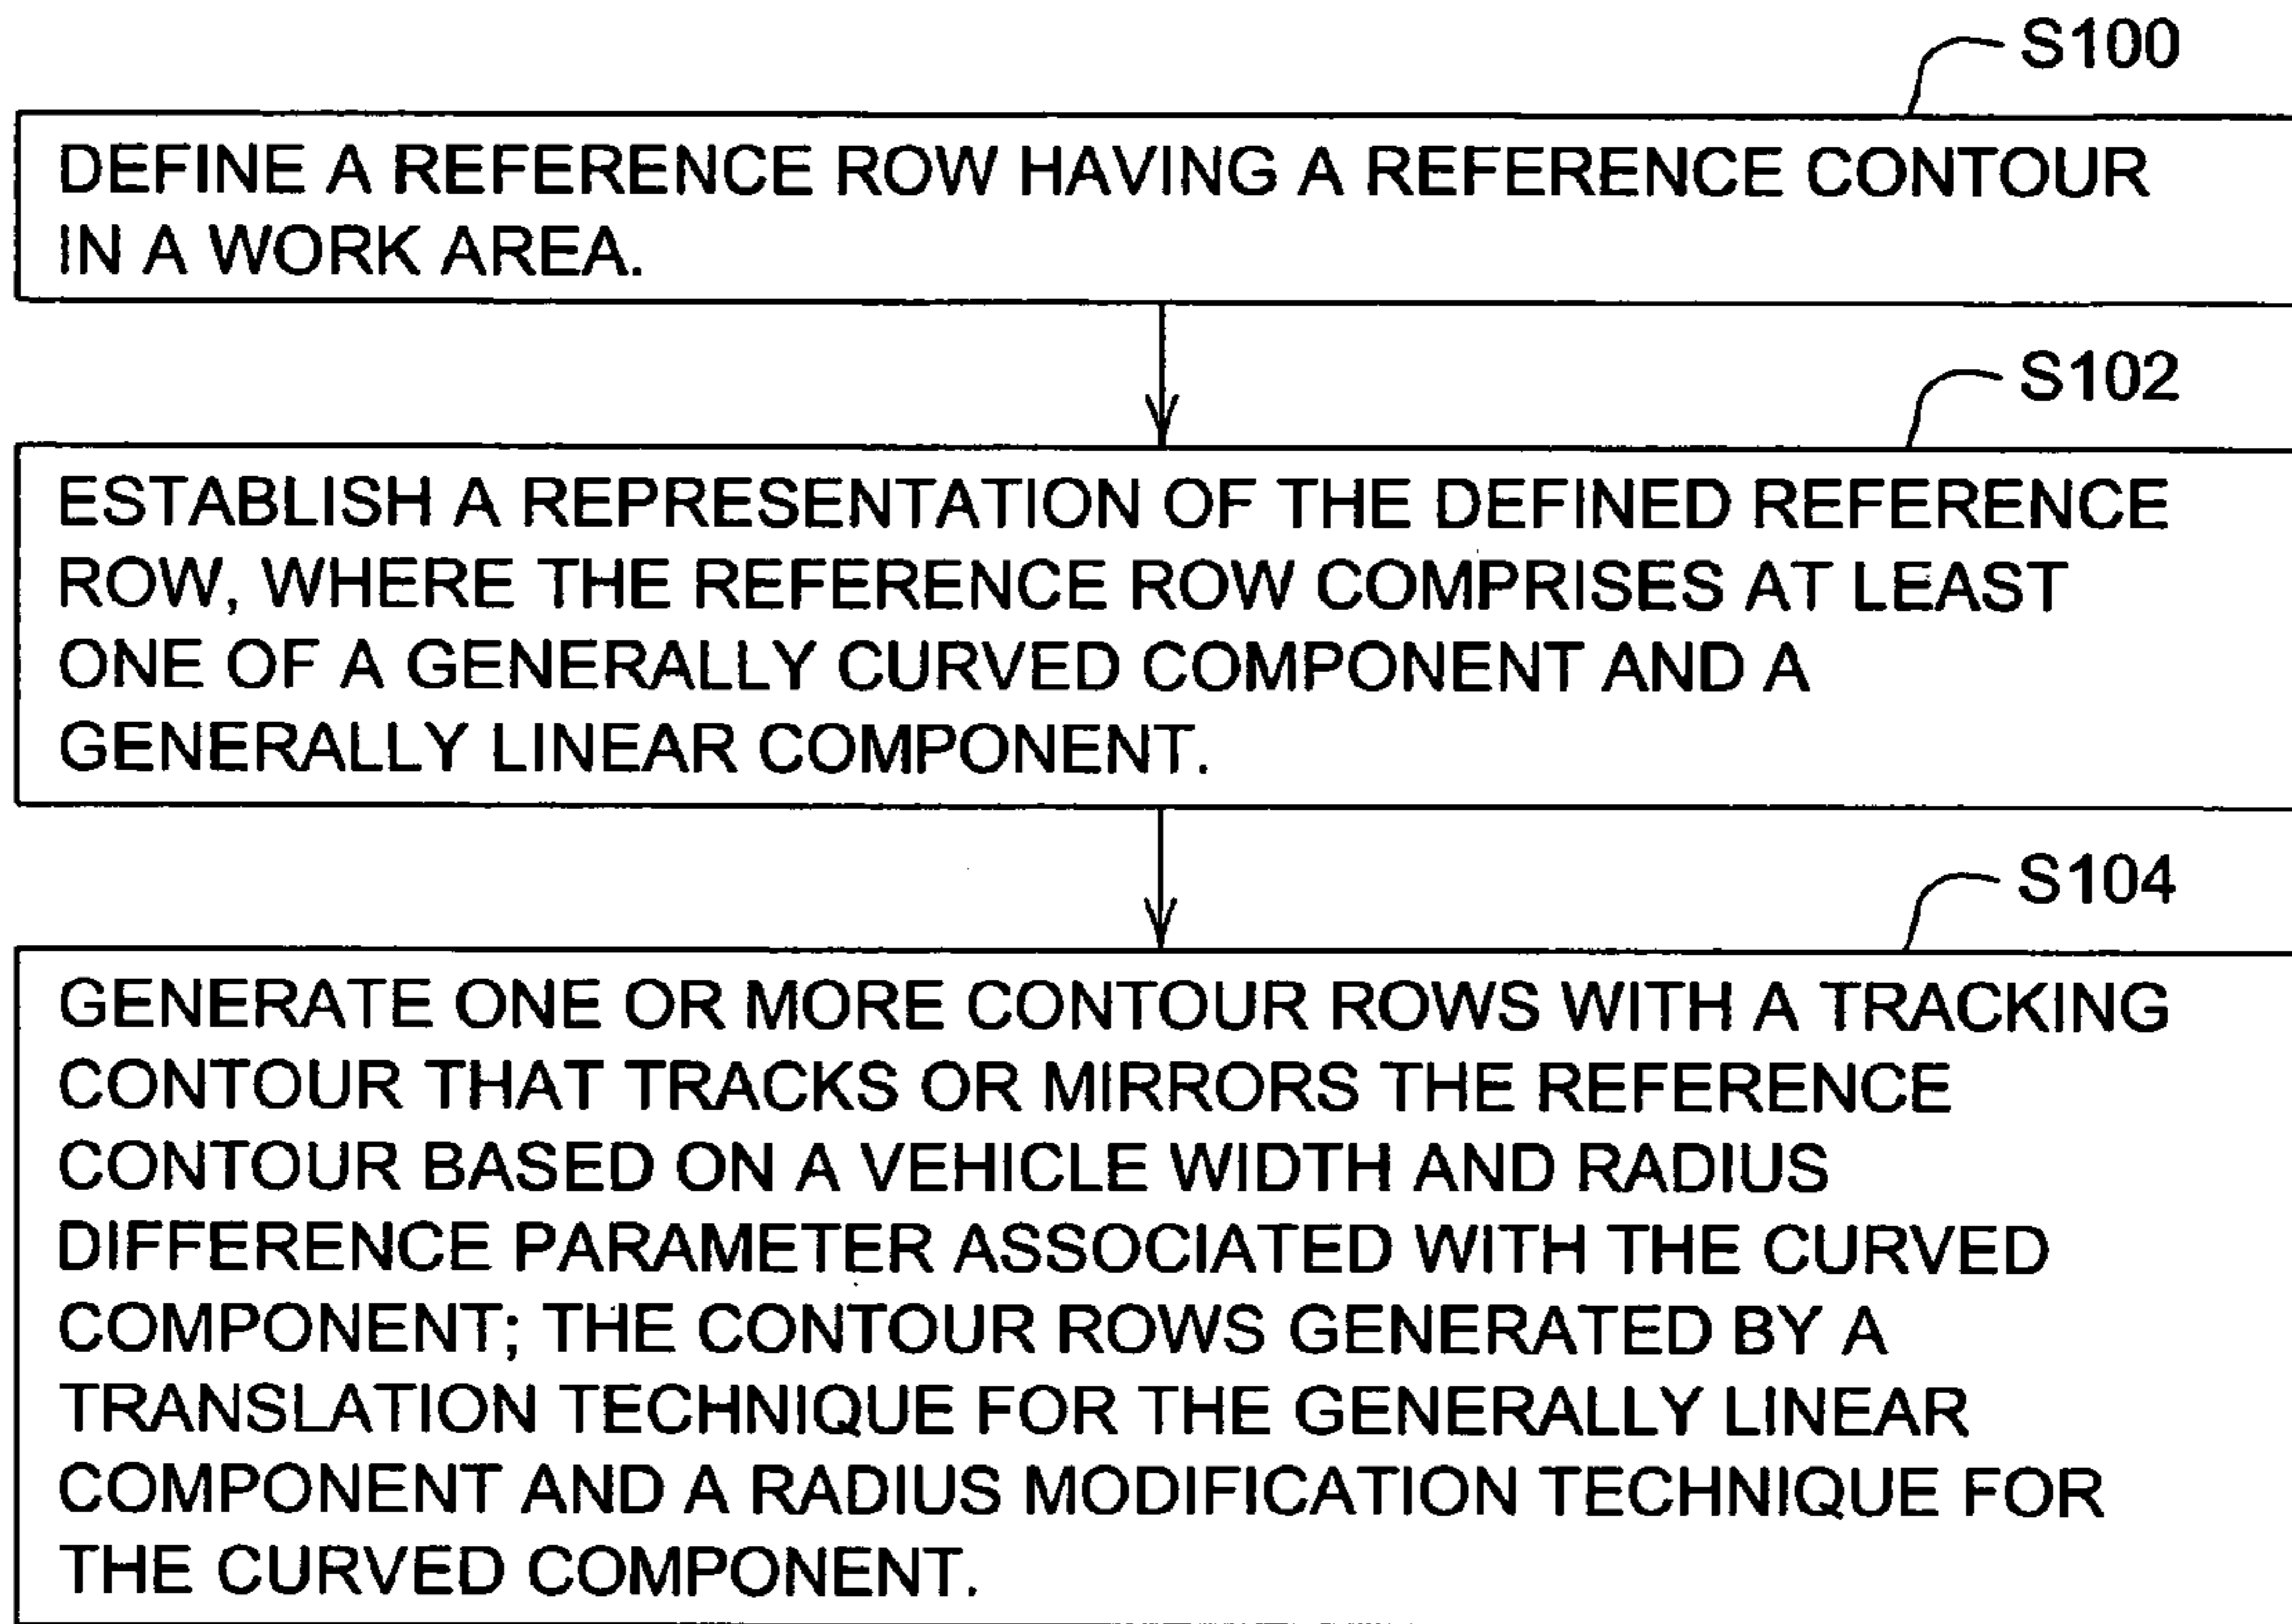 S100
DEFINE A REFERENCE ROW HAVING A REFERENCE CONTOUR
IN A WORK AREA.
S102
ESTABLISH A REPRESENTATION OF THE DEFINED REFERENCE
ROW, WHERE THE REFERENCE ROW COMPRISES AT LEAST
ONE OF A GENERALLY CURVED COMPONENT AND A
GENERALLY LINEAR COMPONENT.
S104
GENERATE ONE OR MORE CONTOUR ROWS WITH A TRACKING
CONTOUR THAT TRACKS OR MIRRORS THE REFERENCE
CONTOUR BASED ON A VEHICLE WIDTH AND RADIUS
DIFFERENCE PARAMETER ASSOCIATED WITH THE CURVED
COMPONENT; THE CONTOUR ROWS GENERATED BY A
TRANSLATION TECHNIQUE FOR THE GENERALLY LINEAR
COMPONENT AND A RADIUS MODIFICATION TECHNIQUE FOR
THE CURVED COMPONENT.